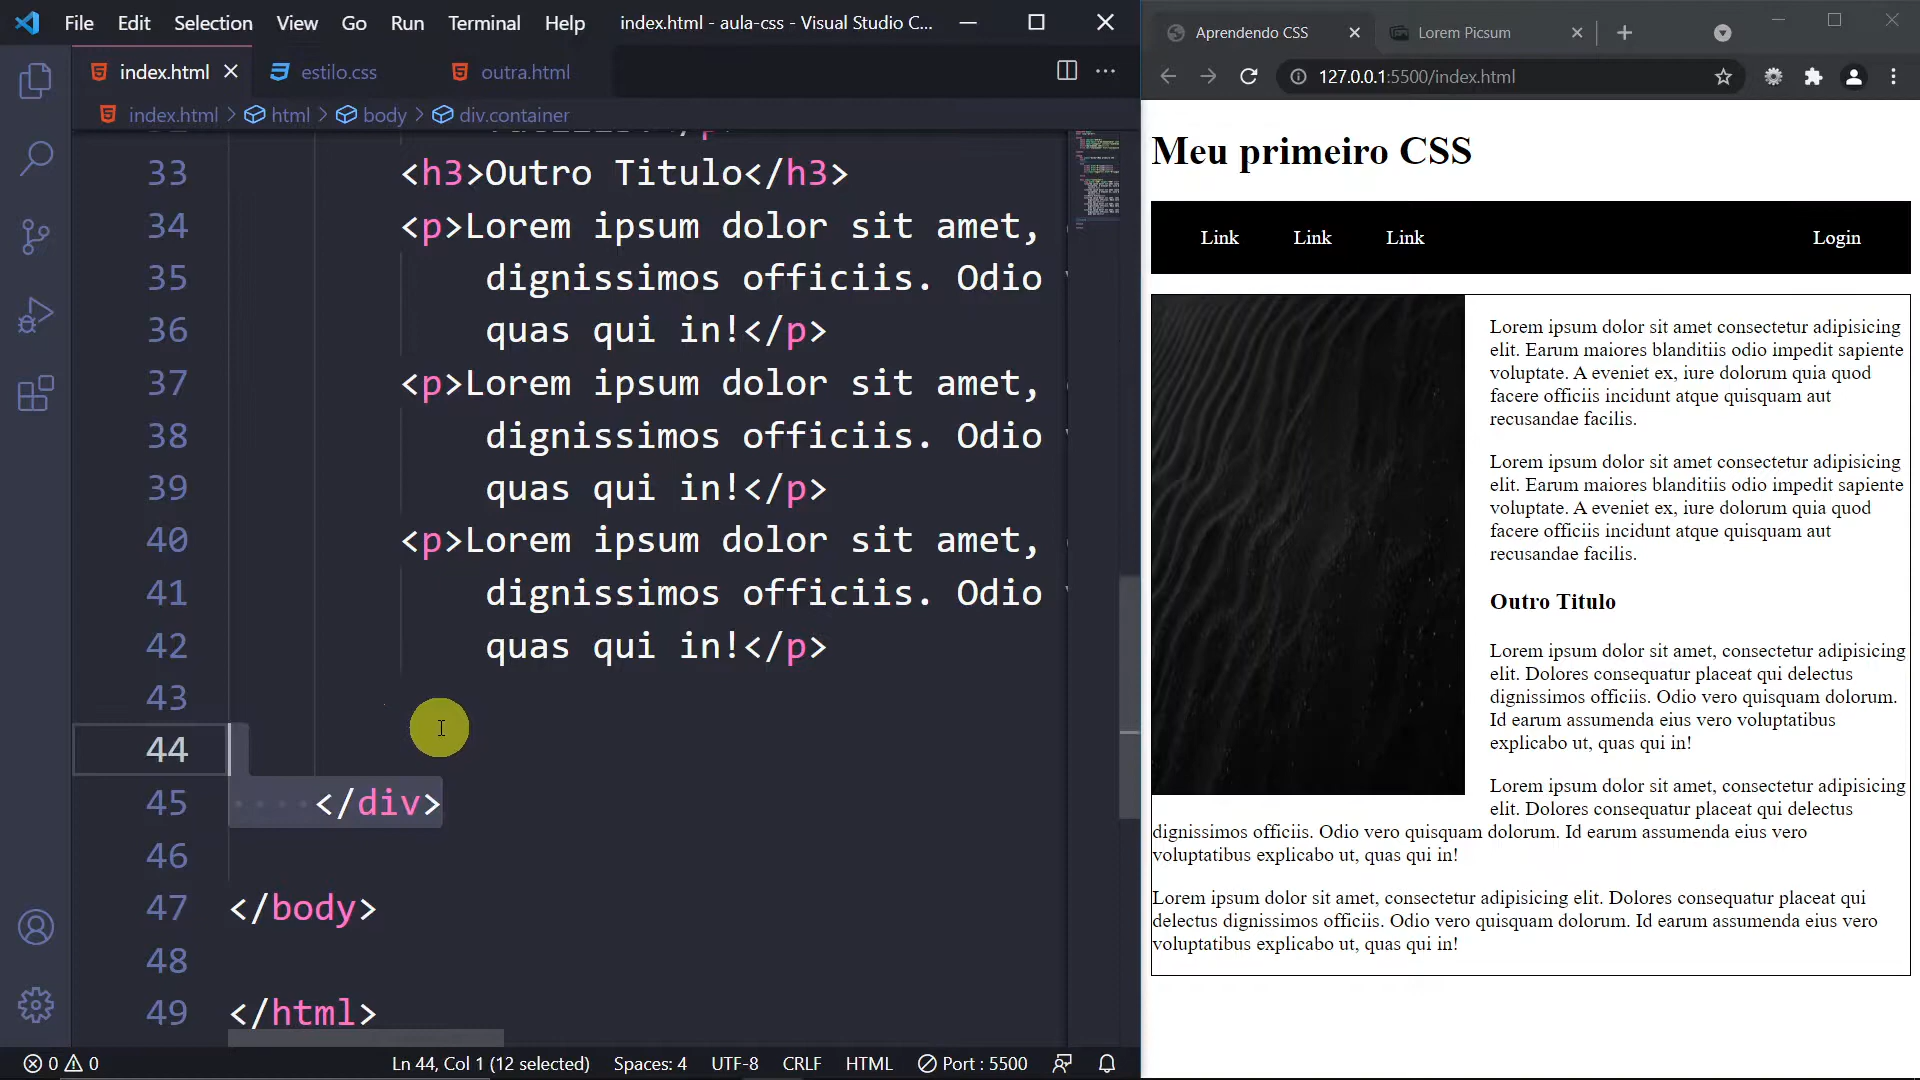 File Edit Selection View Go Run Terminal Help index.html - aula-css - Visual Studio C...
index.html estilo.css outra.html
index.html > html > body > div.container
33 <h3>Outro Titulo</h3>
34 <p>Lorem ipsum dolor sit amet,
35 dignissimos officiis. Odio
36 quas qui in!</p>
37 <p>Lorem ipsum dolor sit amet,
38 dignissimos officiis. Odio
39 quas qui in!</p>
40 <p>Lorem ipsum dolor sit amet,
41 dignissimos officiis. Odio
42 quas qui in!</p>
43
44
45 </div>
46
47 </body>
48
49 </html>
0 0 Ln 44, Col 1 (12 selected) Spaces: 4 UTF-8 CRLF HTML Port : 5500
Aprendendo CSS Lorem Picsum
127.0.0.1:5500/index.html
Meu primeiro CSS
Link Link Link Login
Lorem ipsum dolor sit amet consectetur adipisicing
elit. Earum maiores blanditiis odio impedit sapiente
voluptate. A eveniet ex, iure dolorum quia quod
facere officiis incidunt atque quisquam aut
recusandae facilis.
Lorem ipsum dolor sit amet consectetur adipisicing
elit. Earum maiores blanditiis odio impedit sapiente
voluptate. A eveniet ex, iure dolorum quia quod
facere officiis incidunt atque quisquam aut
recusandae facilis.
Outro Titulo
Lorem ipsum dolor sit amet, consectetur adipisicing
elit. Dolores consequatur placeat qui delectus
dignissimos officiis. Odio vero quisquam dolorum.
Id earum assumenda eius vero voluptatibus
explicabo ut, quas qui in!
Lorem ipsum dolor sit amet, consectetur adipisicing
elit. Dolores consequatur placeat qui delectus
dignissimos officiis. Odio vero quisquam dolorum. Id earum assumenda eius vero
voluptatibus explicabo ut, quas qui in!
Lorem ipsum dolor sit amet, consectetur adipisicing elit. Dolores consequatur placeat qui
delectus dignissimos officiis. Odio vero quisquam dolorum. Id earum assumenda eius vero
voluptatibus explicabo ut, quas qui in!